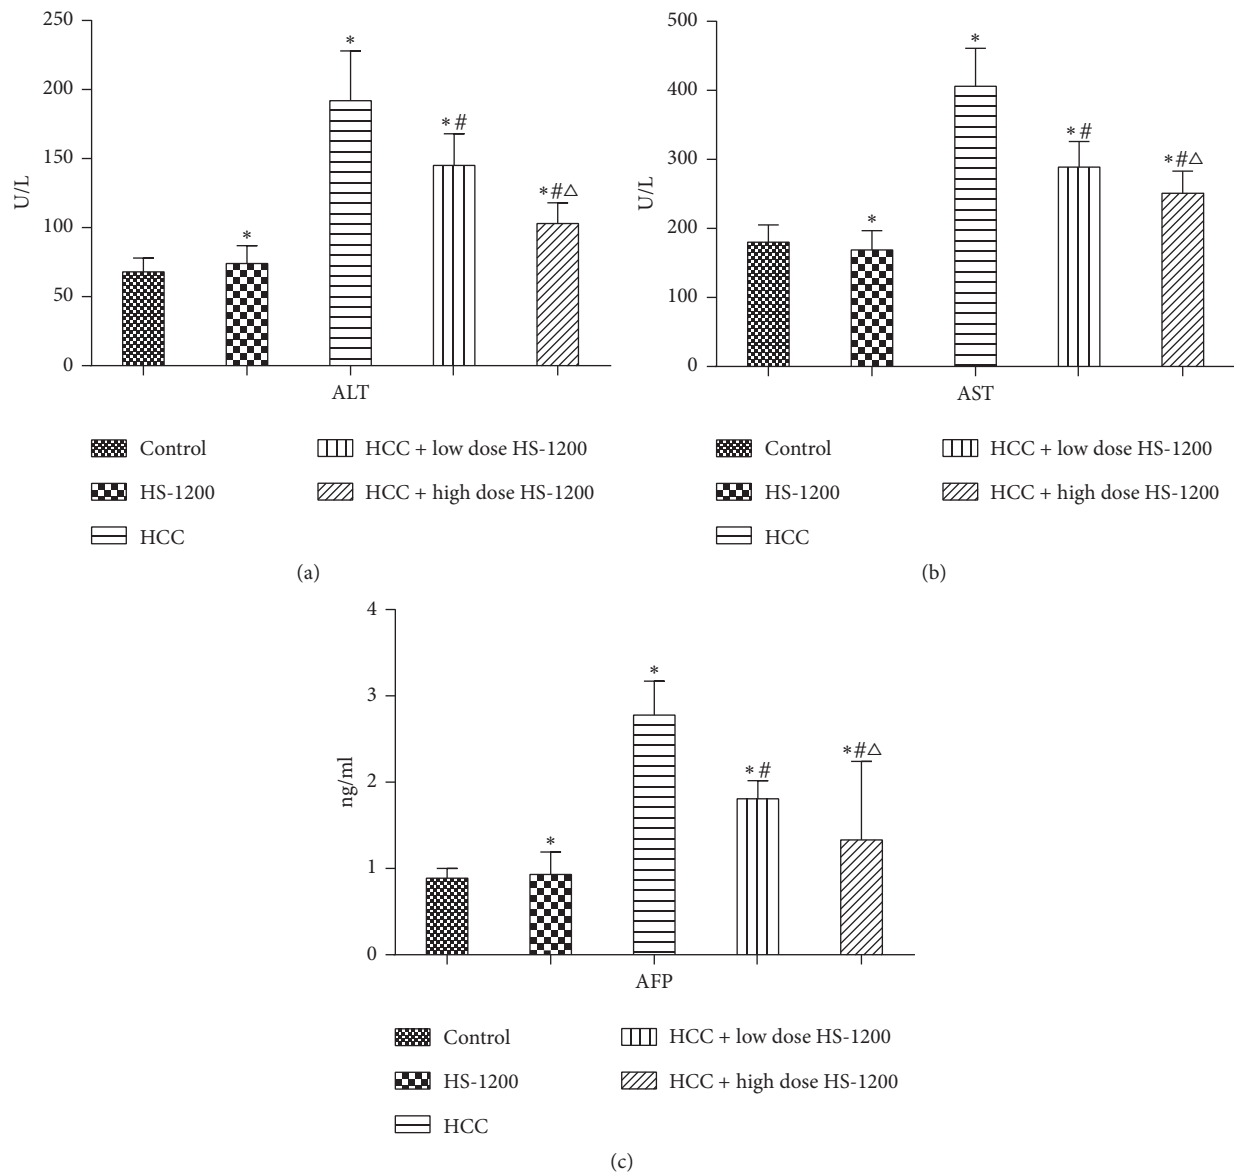 250
200
150
100
50
0
U/L
*
*
*#
*#△
ALT
Control
HS-1200
HCC
HCC + low dose HS-1200
HCC + high dose HS-1200
(a)
500
400
300
200
100
0
U/L
*
*
*#
*#△
AST
Control
HS-1200
HCC
HCC + low dose HS-1200
HCC + high dose HS-1200
(b)
4
3
2
1
0
ng/ml
*
*
*#
*#△
AFP
Control
HS-1200
HCC
HCC + low dose HS-1200
HCC + high dose HS-1200
(c)